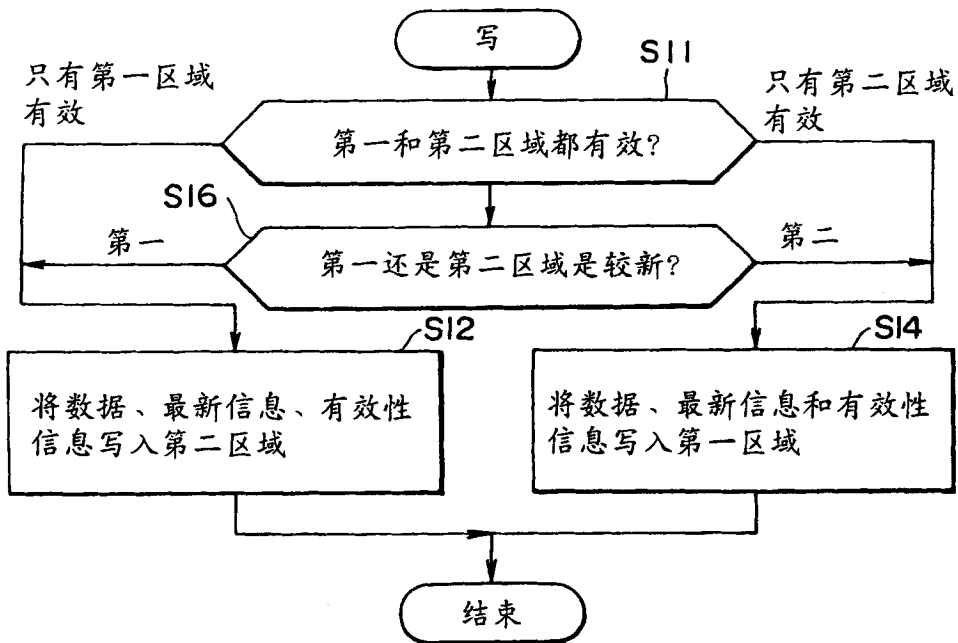 写
S11
只有第一区域
有效
只有第二区域
有效
第一和第二区域都有效?
S16
第一
第二
第一还是第二区域是较新?
S12
S14
将数据、最新信息、有效性
信息写入第二区域
将数据、最新信息和有效性
信息写入第一区域
结束